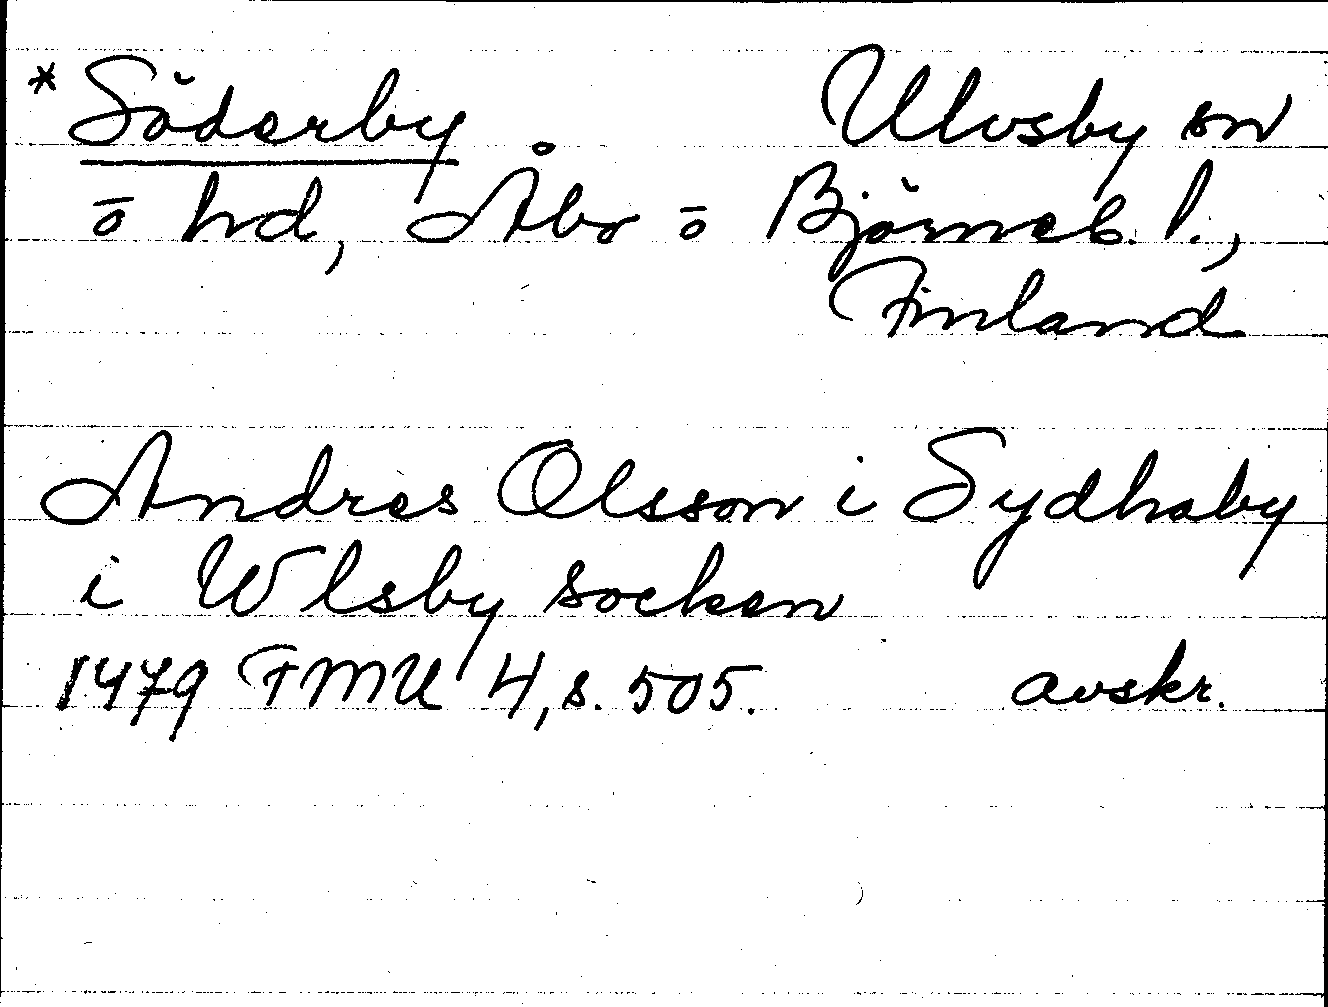 * Söderby Ulvsby sn
ō hd, Åbo ō Björneb. l.,
Finland
Andres Olsson i Sydhaby
i Wlsby socken
1479 FMU 4, s. 505. avskr.